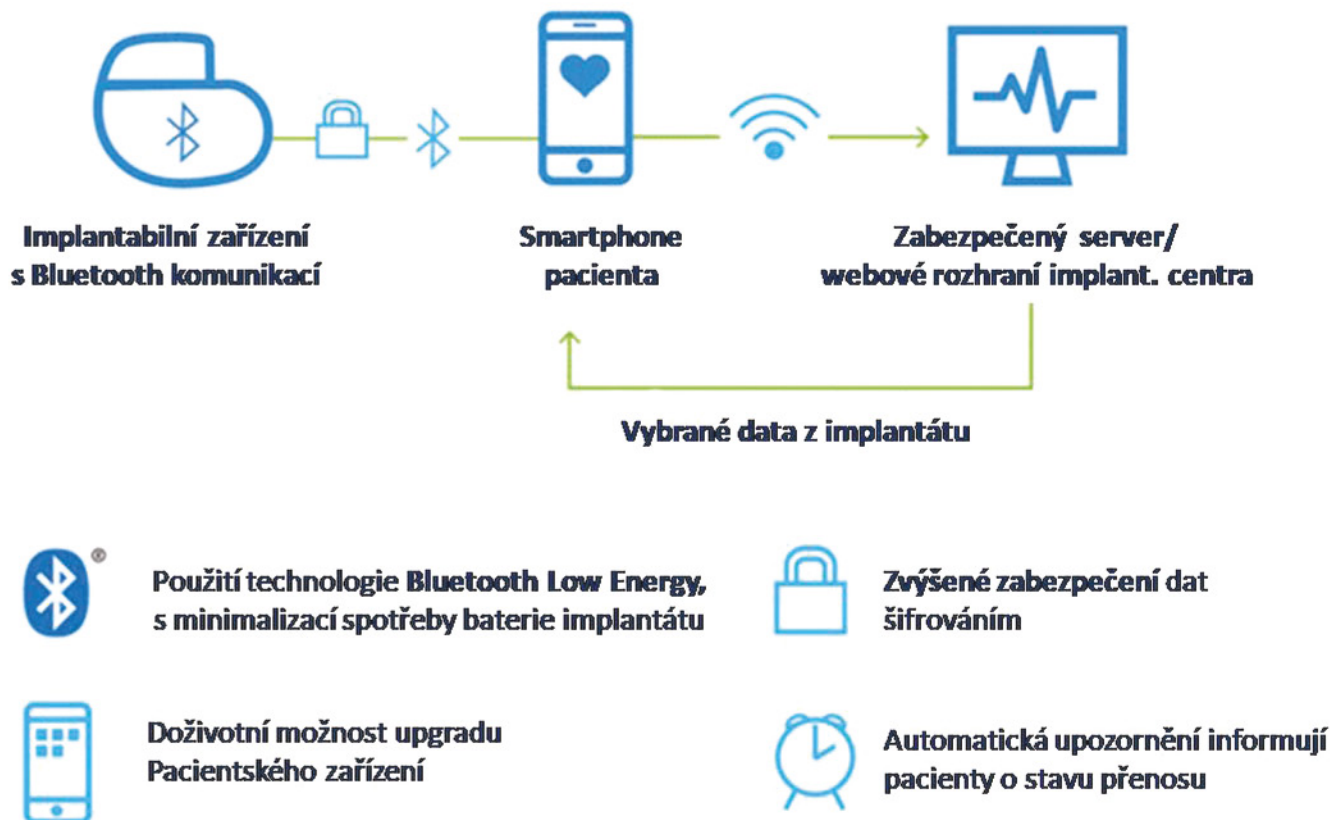 Implantabilní zařízení
s Bluetooth komunikací
Smartphone
pacienta
Zabezpečený server/
webové rozhraní implant. centra
Vybrané data z implantátu
®
Použití technologie Bluetooth Low Energy,
s minimalizací spotřeby baterie implantátu
Zvýšené zabezpečení dat
šifrováním
Doživotní možnost upgradu
Pacientského zařízení
Automatická upozornění informují
pacienty o stavu přenosu